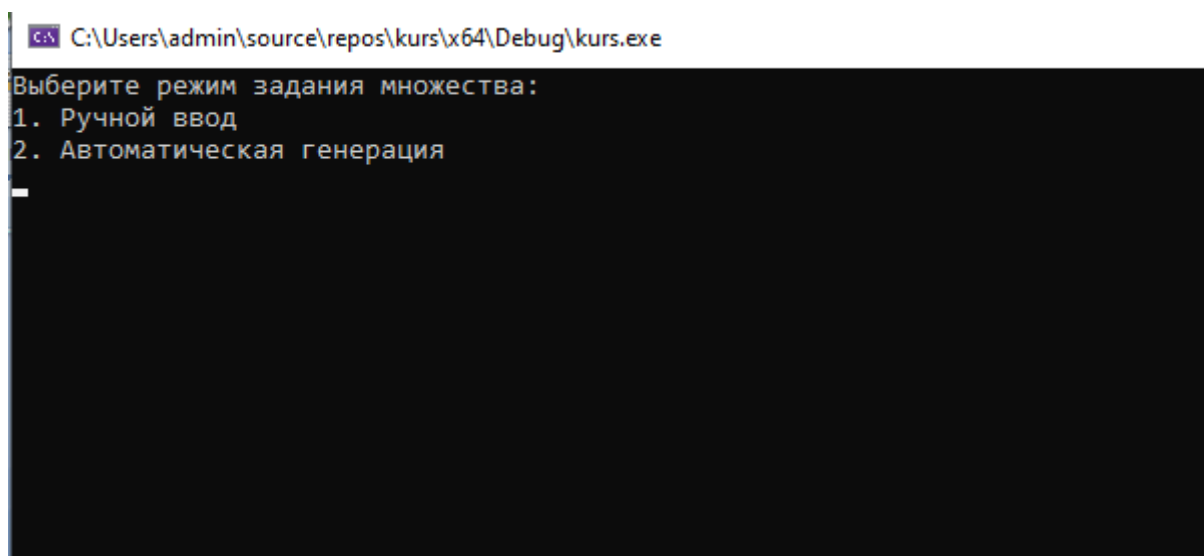 C:\Users\admin\source\repos\kurs\x64\Debug\kurs.exe
Выберите режим задания множества:
1. Ручной ввод
2. Автоматическая генерация